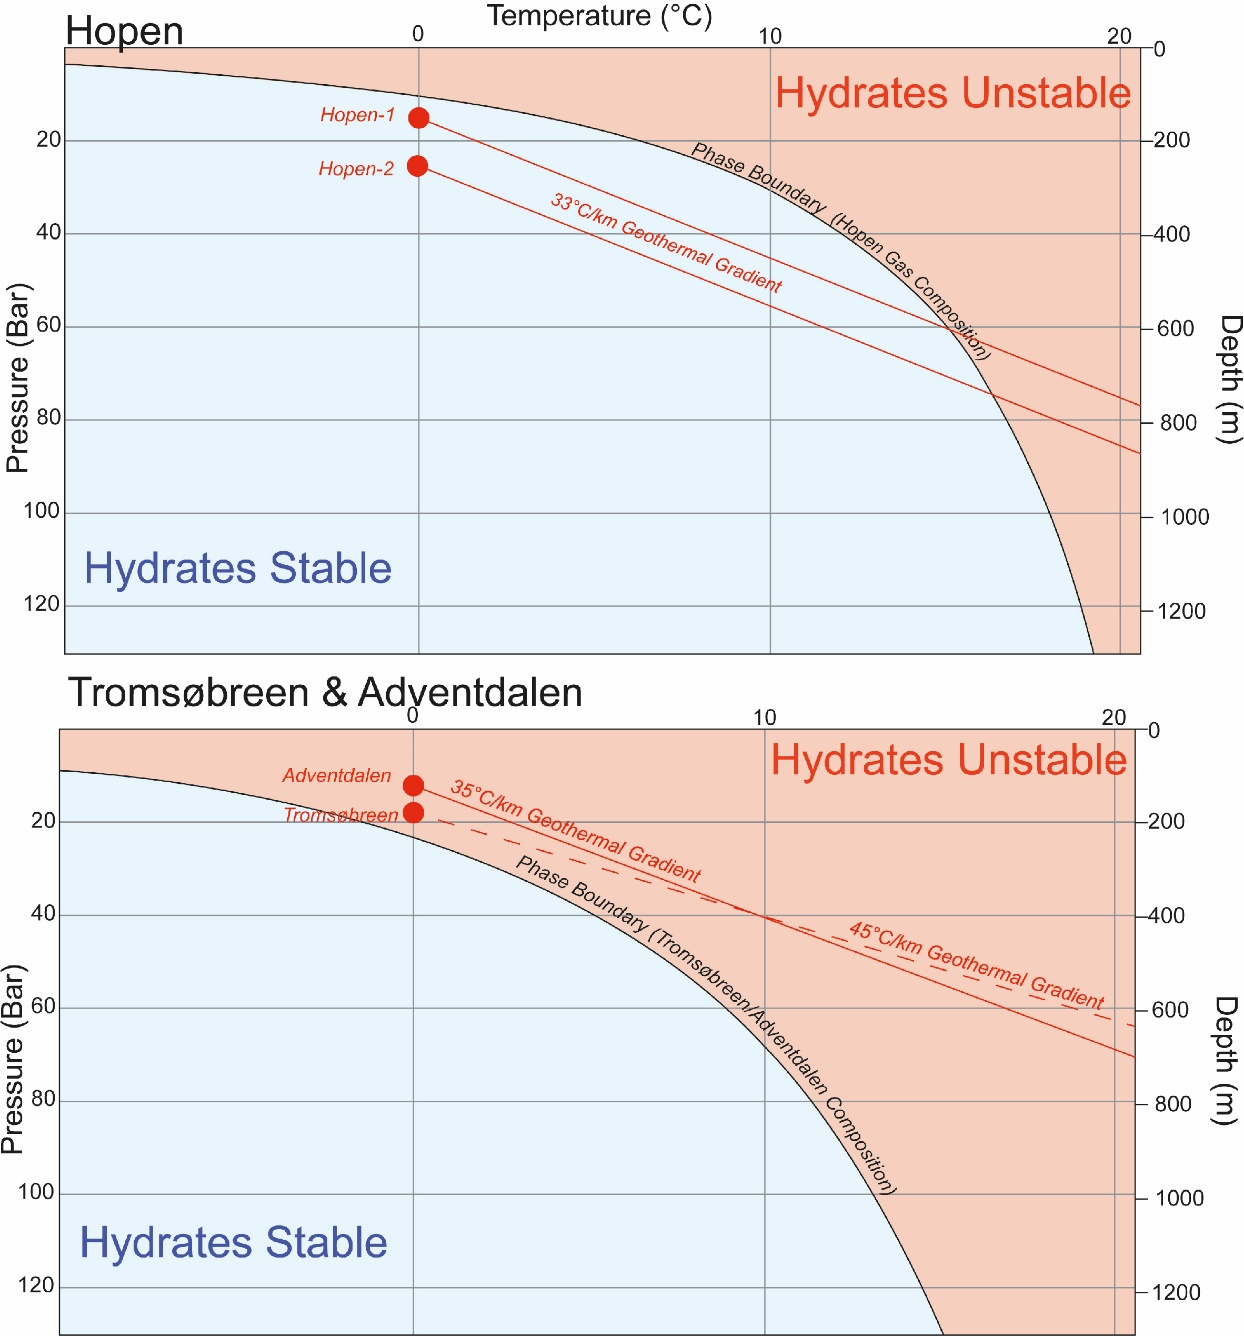 Temperature (°C)
Hopen
0
10
20
0
Hydrates Unstable
Hopen-1
20
200
Phase Boundary (Hopen Gas Composition)
Hopen-2
33°C/km Geothermal Gradient
40
400
60
600
Pressure (Bar)
Depth (m)
80
800
100
1000
Hydrates Stable
120
1200
Tromsøbreen & Adventdalen
0
10
20
0
Hydrates Unstable
Adventdalen
35°C/km Geothermal Gradient
Tromsøbreen
20
200
Phase Boundary (Tromsøbreen/Adventdalen Composition)
40
400
45°C/km Geothermal Gradient
60
600
Pressure (Bar)
Depth (m)
80
800
100
1000
Hydrates Stable
120
1200